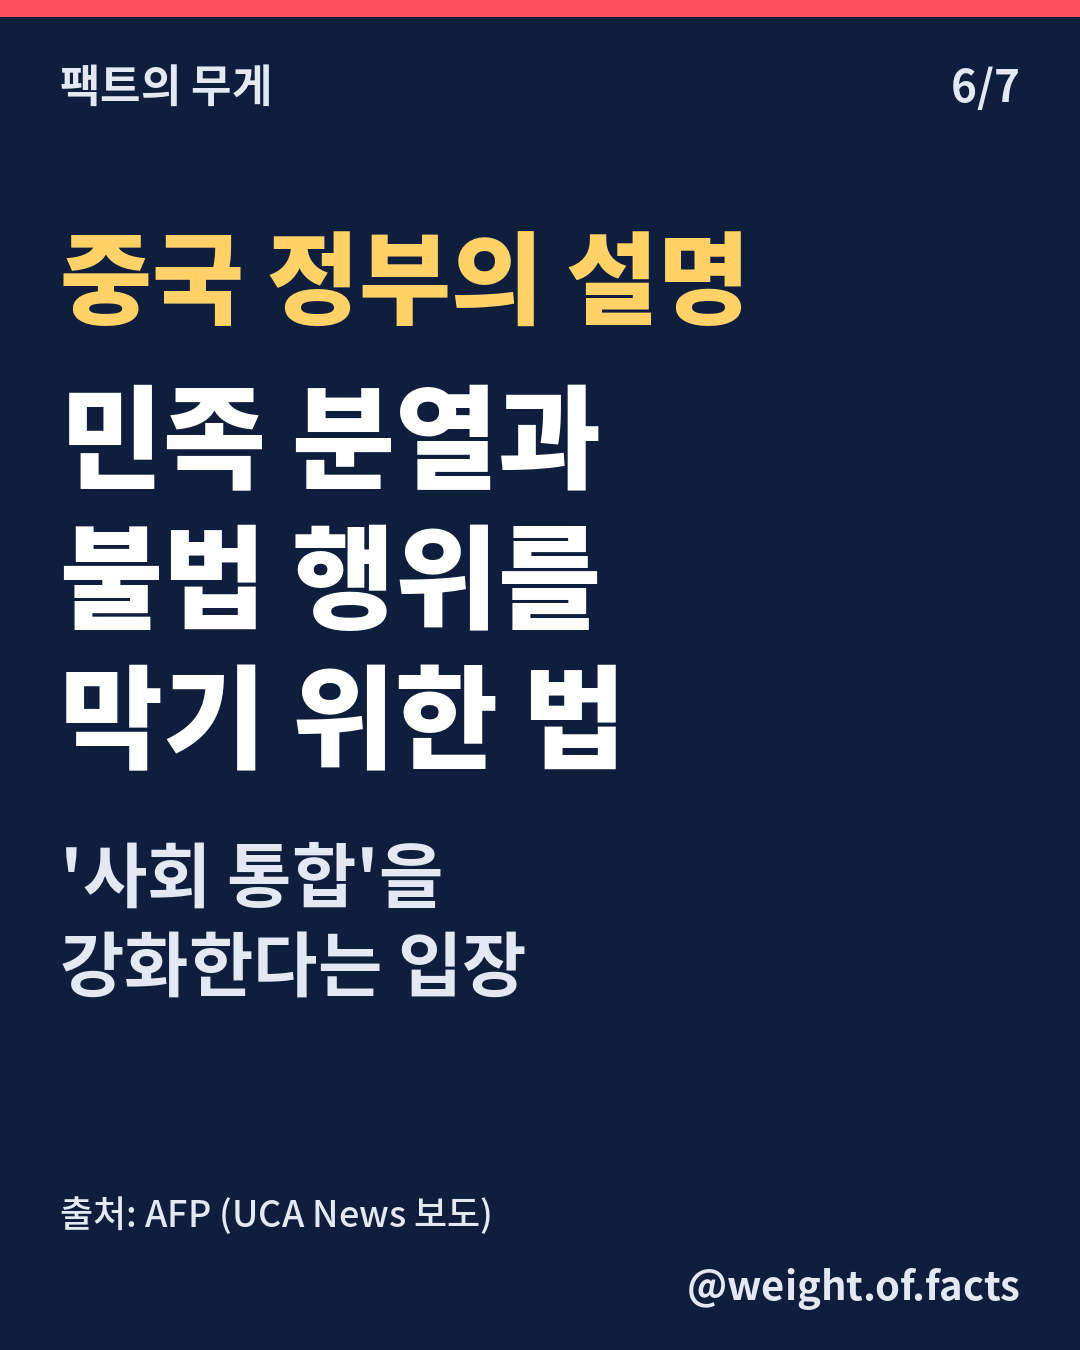 팩트의 무게
6/7
중국 정부의 설명
민족 분열과
불법 행위를
막기 위한 법
'사회 통합'을
강화한다는 입장
출처: AFP (UCA News 보도)
@weight.of.facts